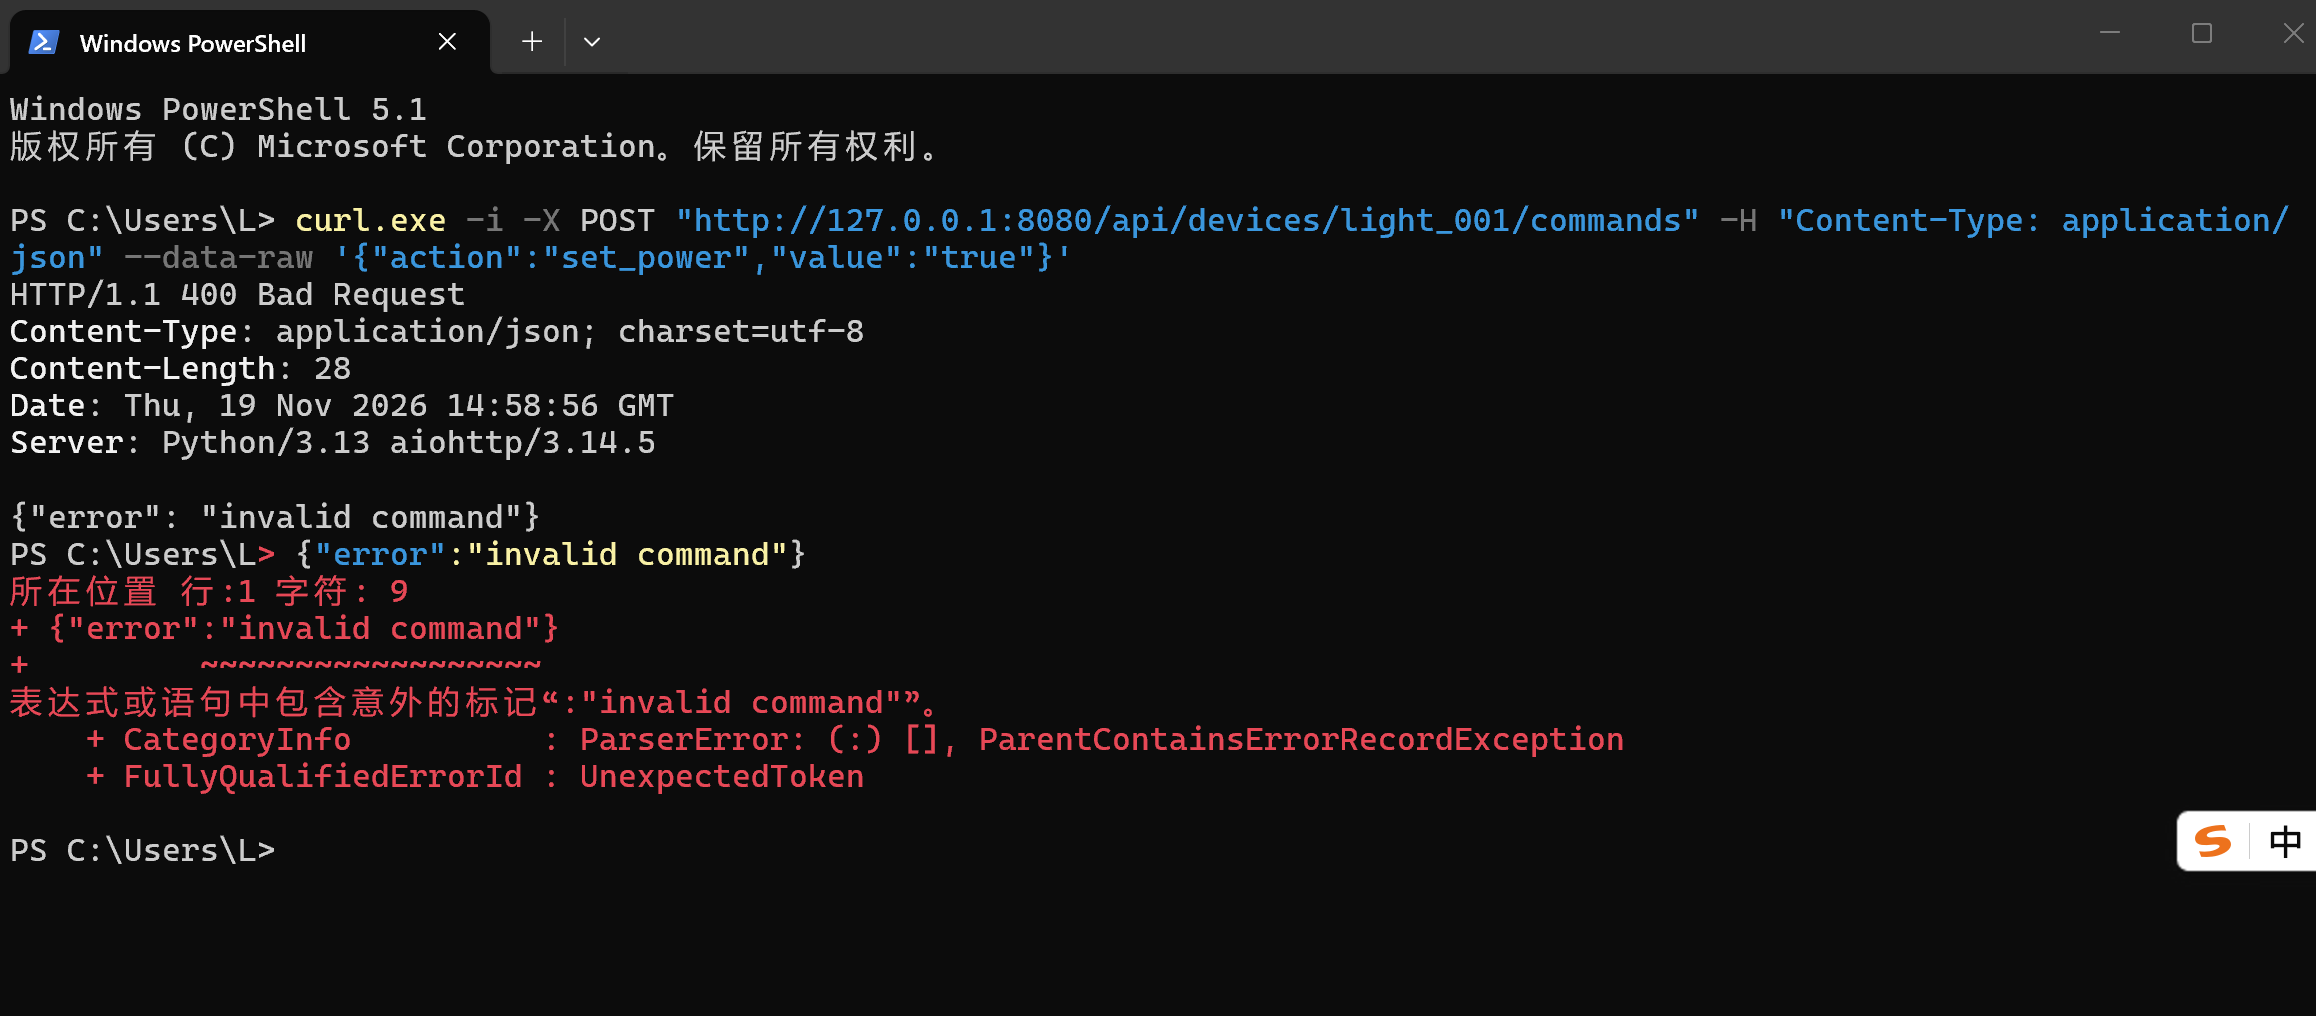 Windows PowerShell
Windows PowerShell 5.1
版权所有 (C) Microsoft Corporation。保留所有权利。
PS C:\Users\L> curl.exe -i -X POST "http://127.0.0.1:8080/api/devices/light_001/commands" -H "Content-Type: application/
json" --data-raw '{"action":"set_power","value":"true"}'
HTTP/1.1 400 Bad Request
Content-Type: application/json; charset=utf-8
Content-Length: 28
Date: Thu, 19 Nov 2026 14:58:56 GMT
Server: Python/3.13 aiohttp/3.14.5
{"error": "invalid command"}
PS C:\Users\L> {"error":"invalid command"}
所在位置 行:1 字符: 9
+ {"error":"invalid command"}
+         ~~~~~~~~~~~~~~~~~~
表达式或语句中包含意外的标记“:"invalid command"”。
    + CategoryInfo          : ParserError: (:) [], ParentContainsErrorRecordException
    + FullyQualifiedErrorId : UnexpectedToken
PS C:\Users\L>
中